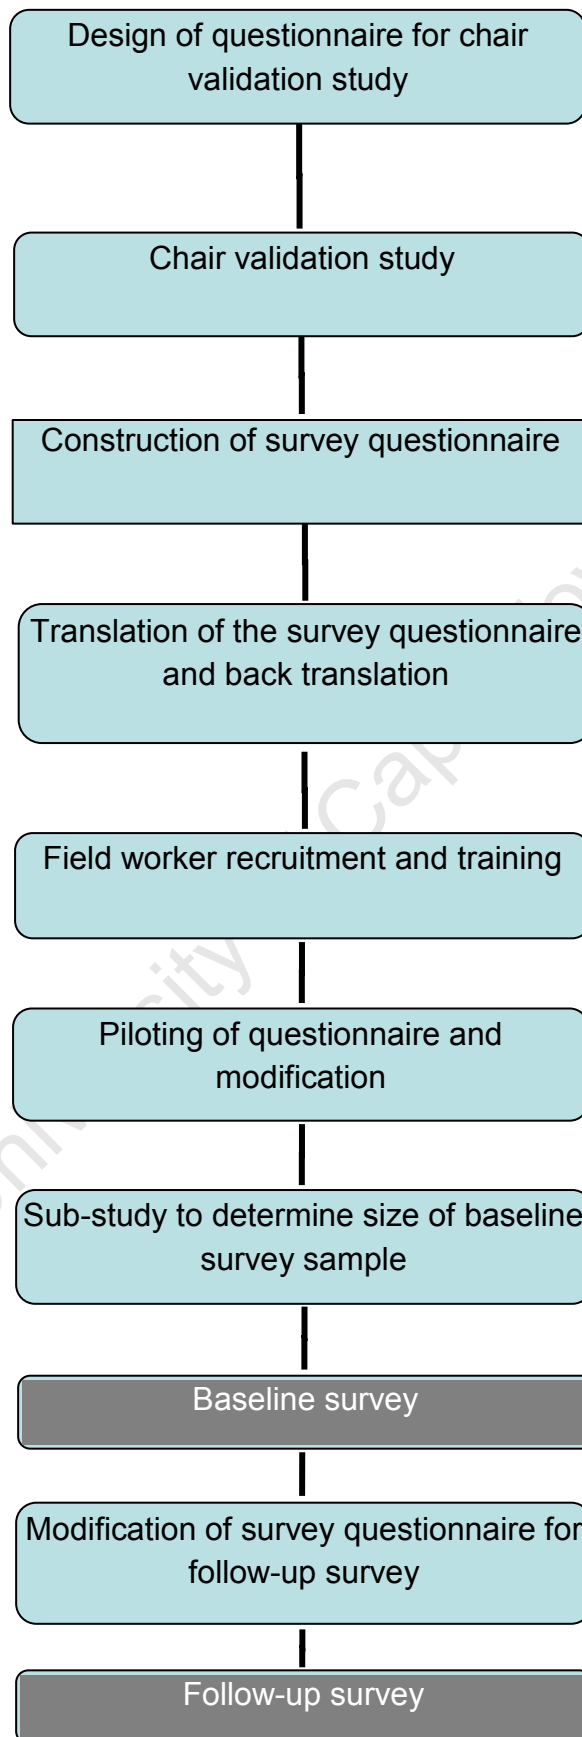 Design of questionnaire for chair
validation study
Chair validation study
Construction of survey questionnaire
Translation of the survey questionnaire
and back translation
Field worker recruitment and training
Piloting of questionnaire and
modification
Sub-study to determine size of baseline
survey sample
Baseline survey
Modification of survey questionnaire for
follow-up survey
Follow-up survey